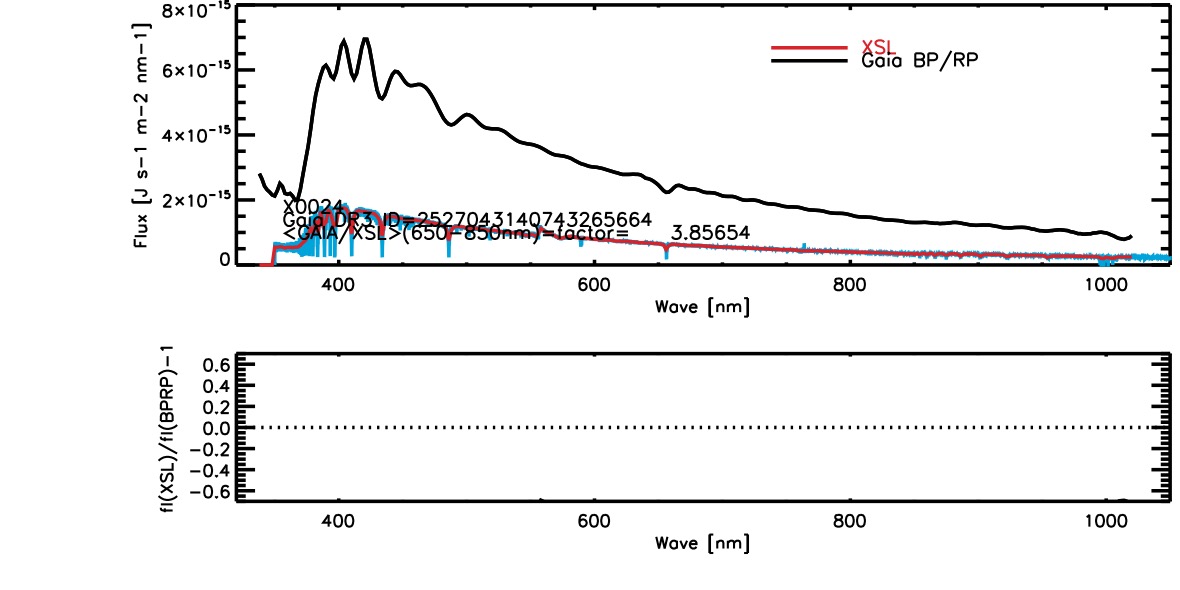 8×10⁻¹⁵
6×10⁻¹⁵
4×10⁻¹⁵
2×10⁻¹⁵
0
Flux [J s−1 m−2 nm−1]
XSL
Gaia BP/RP
X0024
Gaia DR3 ID=2527043140743265664
<GAIA/XSL>(650−850nm)=factor= 3.85654
400 600 800 1000
Wave [nm]
0.6
0.4
0.2
0.0
−0.2
−0.4
−0.6
fl(XSL)/fl(BPRP)−1
400 600 800 1000
Wave [nm]